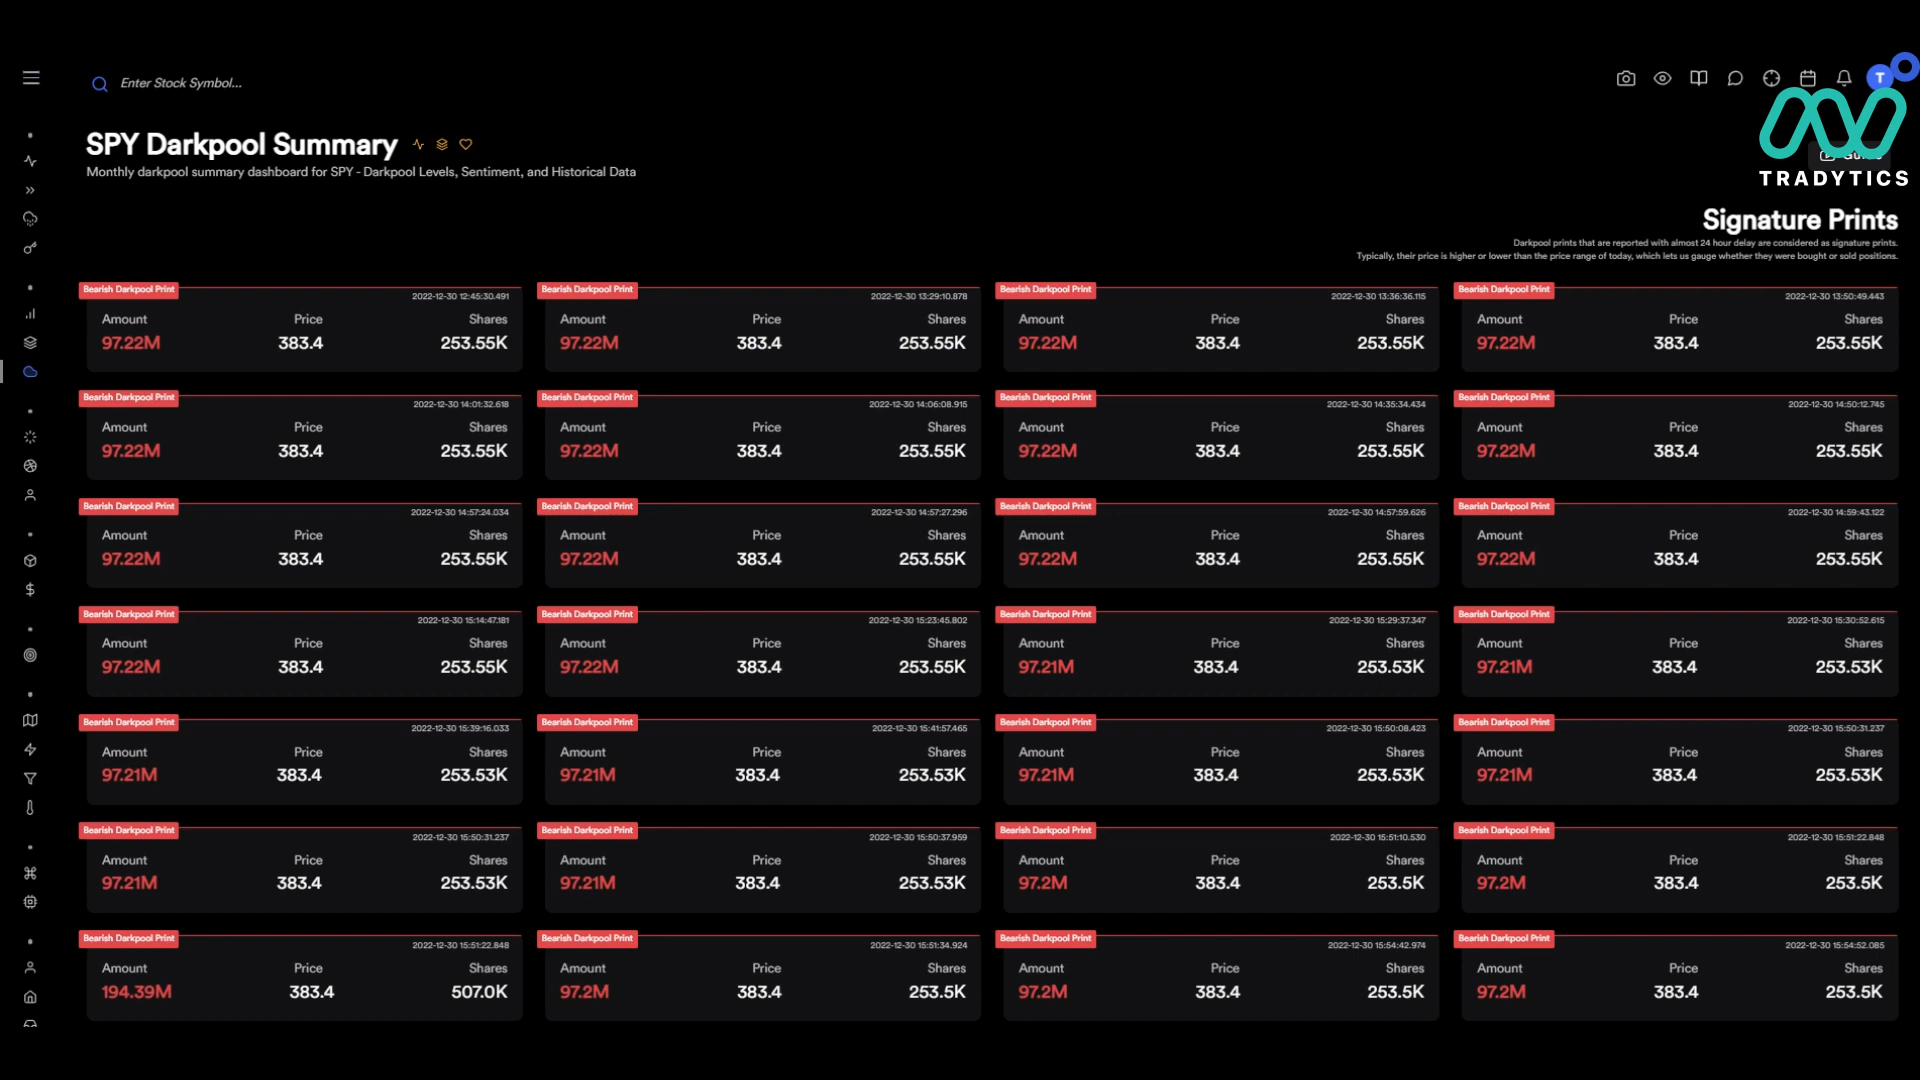 Enter Stock Symbol...
T
SPY Darkpool Summary
Monthly darkpool summary dashboard for SPY - Darkpool Levels, Sentiment, and Historical Data
TRADYTICS
Signature Prints
Darkpool prints that are reported with almost 24 hour delay are considered as signature prints.
Typically, their price is higher or lower than the price range of today, which lets us gauge whether they were bought or sold positions.
Bearish Darkpool Print Bearish Darkpool Print Bearish Darkpool Print Bearish Darkpool Print
2022-12-30 12:45:30.491 2022-12-30 13:29:10.878 2022-12-30 13:36:36.115 2022-12-30 13:50:49.443
Amount Price Shares Amount Price Shares Amount Price Shares Amount Price Shares
97.22M 383.4 253.55K 97.22M 383.4 253.55K 97.22M 383.4 253.55K 97.22M 383.4 253.55K
Bearish Darkpool Print Bearish Darkpool Print Bearish Darkpool Print Bearish Darkpool Print
2022-12-30 14:01:32.618 2022-12-30 14:06:08.915 2022-12-30 14:35:34.434 2022-12-30 14:50:12.745
Amount Price Shares Amount Price Shares Amount Price Shares Amount Price Shares
97.22M 383.4 253.55K 97.22M 383.4 253.55K 97.22M 383.4 253.55K 97.22M 383.4 253.55K
Bearish Darkpool Print Bearish Darkpool Print Bearish Darkpool Print Bearish Darkpool Print
2022-12-30 14:57:24.034 2022-12-30 14:57:27.296 2022-12-30 14:57:59.626 2022-12-30 14:59:43.122
Amount Price Shares Amount Price Shares Amount Price Shares Amount Price Shares
97.22M 383.4 253.55K 97.22M 383.4 253.55K 97.22M 383.4 253.55K 97.22M 383.4 253.55K
Bearish Darkpool Print Bearish Darkpool Print Bearish Darkpool Print Bearish Darkpool Print
2022-12-30 15:14:47.181 2022-12-30 15:23:45.802 2022-12-30 15:29:37.347 2022-12-30 15:30:52.615
Amount Price Shares Amount Price Shares Amount Price Shares Amount Price Shares
97.22M 383.4 253.55K 97.22M 383.4 253.55K 97.21M 383.4 253.53K 97.21M 383.4 253.53K
Bearish Darkpool Print Bearish Darkpool Print Bearish Darkpool Print Bearish Darkpool Print
2022-12-30 15:39:16.033 2022-12-30 15:41:57.465 2022-12-30 15:50:08.423 2022-12-30 15:50:31.237
Amount Price Shares Amount Price Shares Amount Price Shares Amount Price Shares
97.21M 383.4 253.53K 97.21M 383.4 253.53K 97.21M 383.4 253.53K 97.21M 383.4 253.53K
Bearish Darkpool Print Bearish Darkpool Print Bearish Darkpool Print Bearish Darkpool Print
2022-12-30 15:50:31.237 2022-12-30 15:50:37.959 2022-12-30 15:51:10.530 2022-12-30 15:51:22.848
Amount Price Shares Amount Price Shares Amount Price Shares Amount Price Shares
97.21M 383.4 253.53K 97.21M 383.4 253.53K 97.2M 383.4 253.5K 97.2M 383.4 253.5K
Bearish Darkpool Print Bearish Darkpool Print Bearish Darkpool Print Bearish Darkpool Print
2022-12-30 15:51:22.848 2022-12-30 15:51:34.924 2022-12-30 15:54:42.974 2022-12-30 15:54:52.085
Amount Price Shares Amount Price Shares Amount Price Shares Amount Price Shares
194.39M 383.4 507.0K 97.2M 383.4 253.5K 97.2M 383.4 253.5K 97.2M 383.4 253.5K